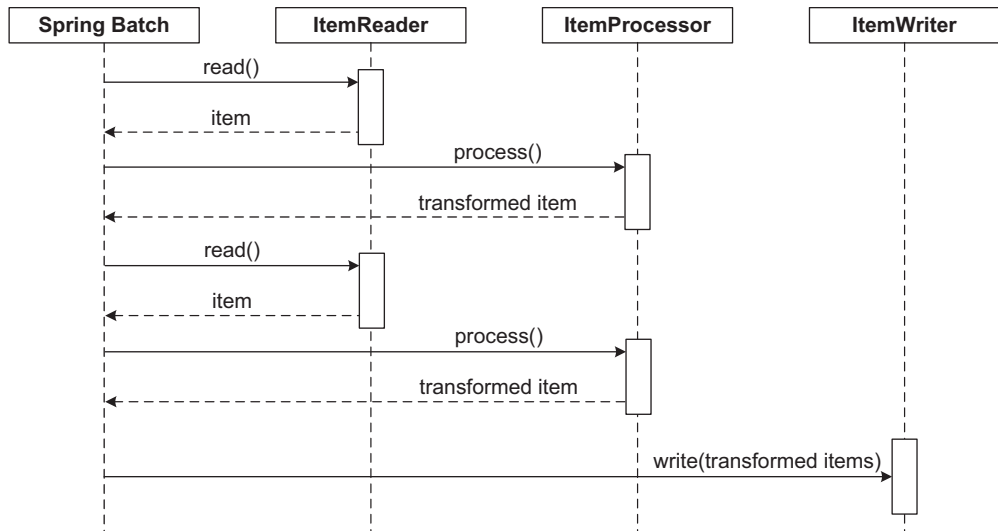 Spring Batch
ItemReader
ItemProcessor
ItemWriter
read()
item
process()
transformed item
read()
item
process()
transformed item
write(transformed items)